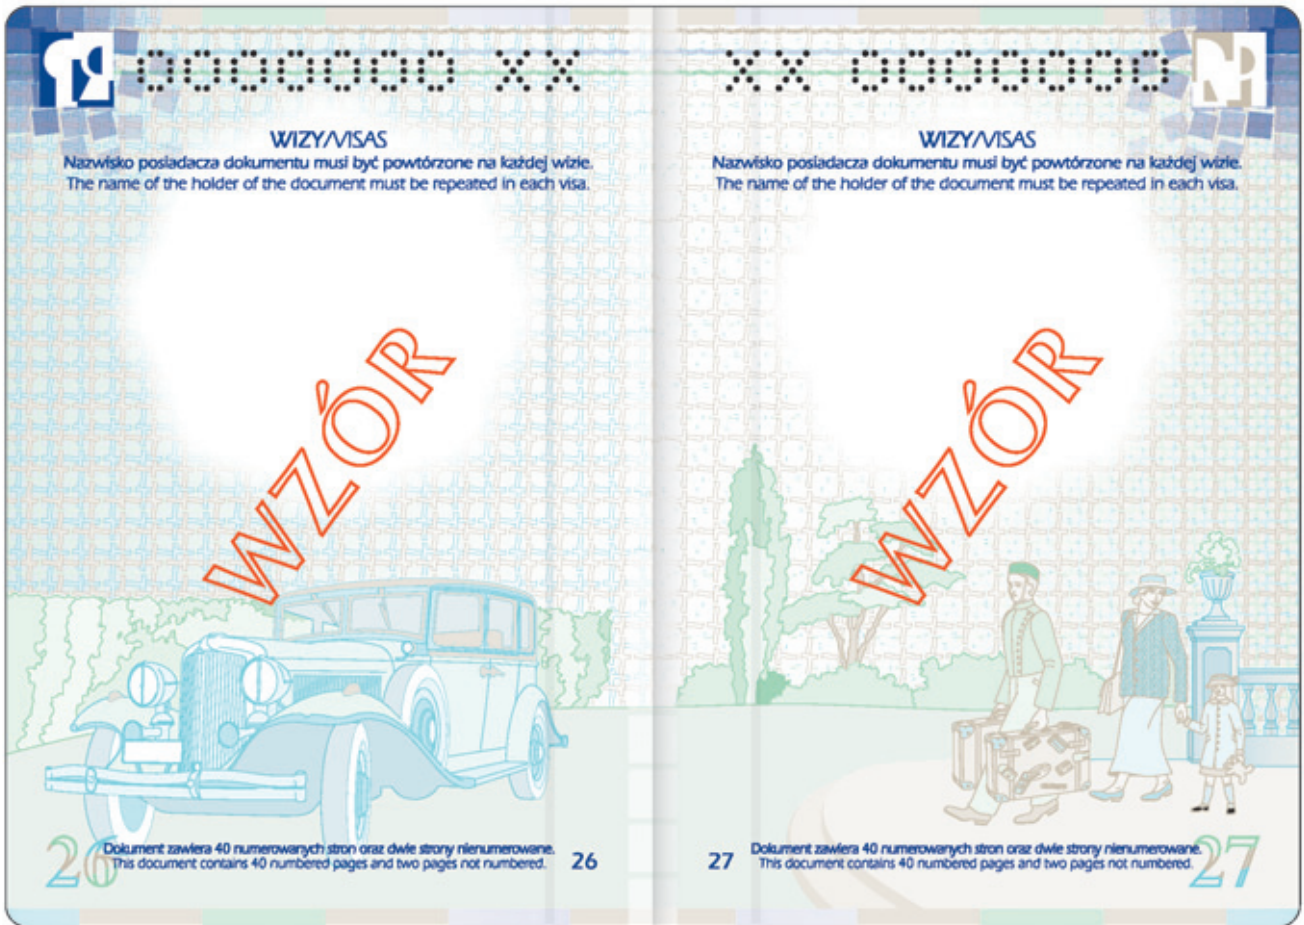 0000000 XX
WIZY/VISAS
Nazwisko posiadacza dokumentu musi być powtórzone na każdej wizie.
The name of the holder of the document must be repeated in each visa.
WZÓR
26
Dokument zawiera 40 numerowanych stron oraz dwie strony nienumerowane.
This document contains 40 numbered pages and two pages not numbered.
26
XX 0000000
WIZY/VISAS
Nazwisko posiadacza dokumentu musi być powtórzone na każdej wizie.
The name of the holder of the document must be repeated in each visa.
WZÓR
27
Dokument zawiera 40 numerowanych stron oraz dwie strony nienumerowane.
This document contains 40 numbered pages and two pages not numbered.
27